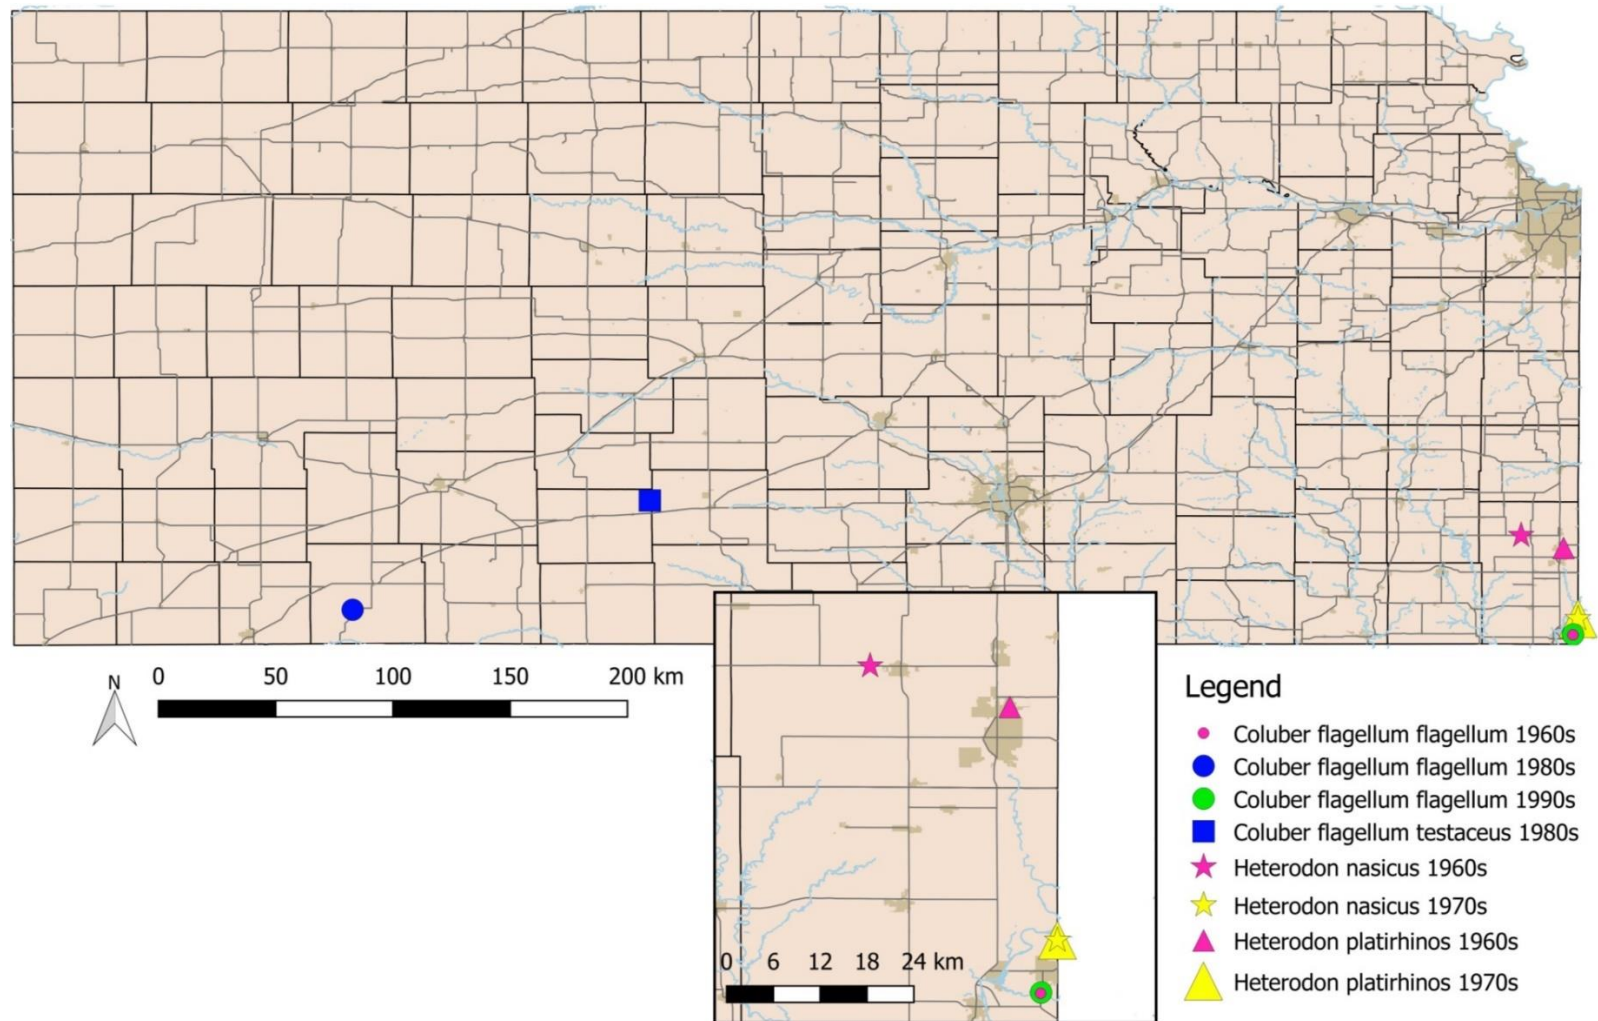 N
0 50 100 150 200 km
0 6 12 18 24 km
Legend
Coluber flagellum flagellum 1960s
Coluber flagellum flagellum 1980s
Coluber flagellum flagellum 1990s
Coluber flagellum testaceus 1980s
Heterodon nasicus 1960s
Heterodon nasicus 1970s
Heterodon platirhinos 1960s
Heterodon platirhinos 1970s